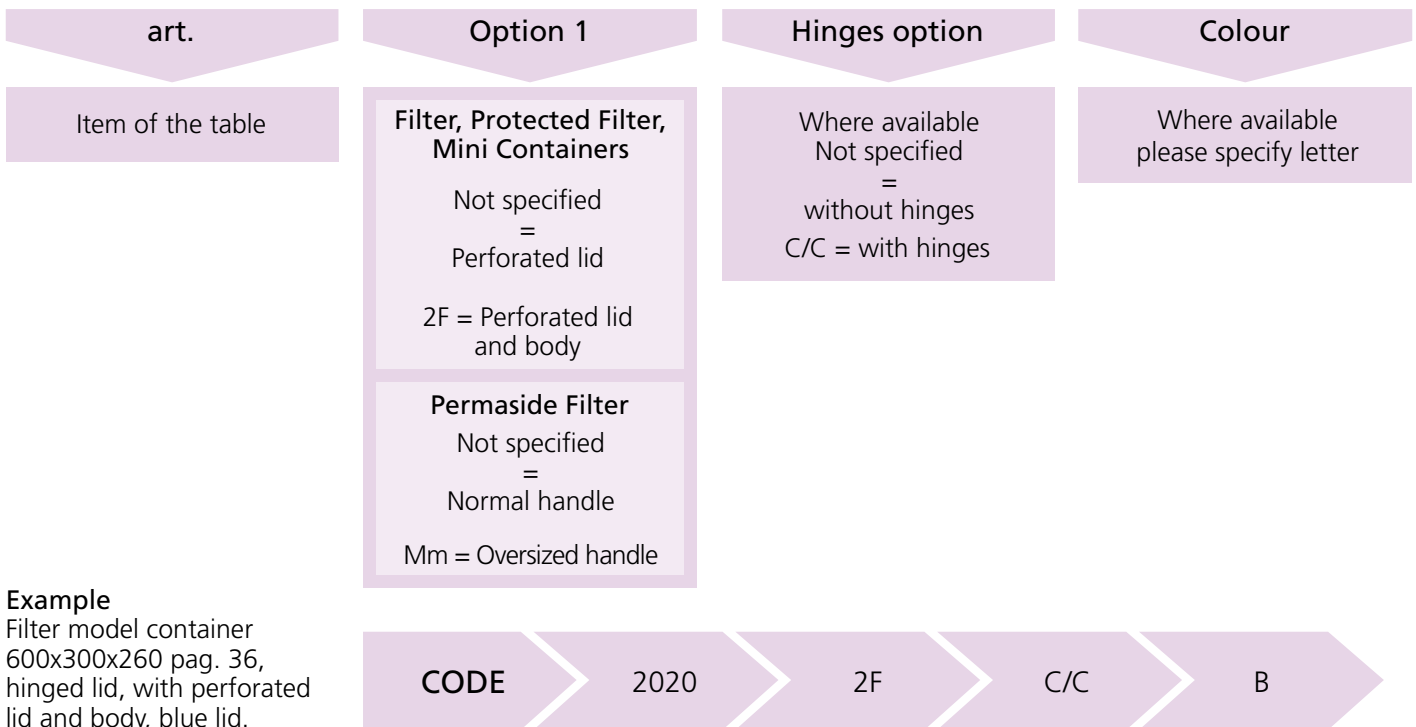 art.
Item of the table
Option 1
Filter, Protected Filter,
Mini Containers
Not specified
=
Perforated lid
2F = Perforated lid
and body
Permaside Filter
Not specified
=
Normal handle
Mm = Oversized handle
Hinges option
Where available
Not specified
=
without hinges
C/C = with hinges
Colour
Where available
please specify letter
Example
Filter model container
600x300x260 pag. 36,
hinged lid, with perforated
lid and body, blue lid.
CODE 2020 2F C/C B